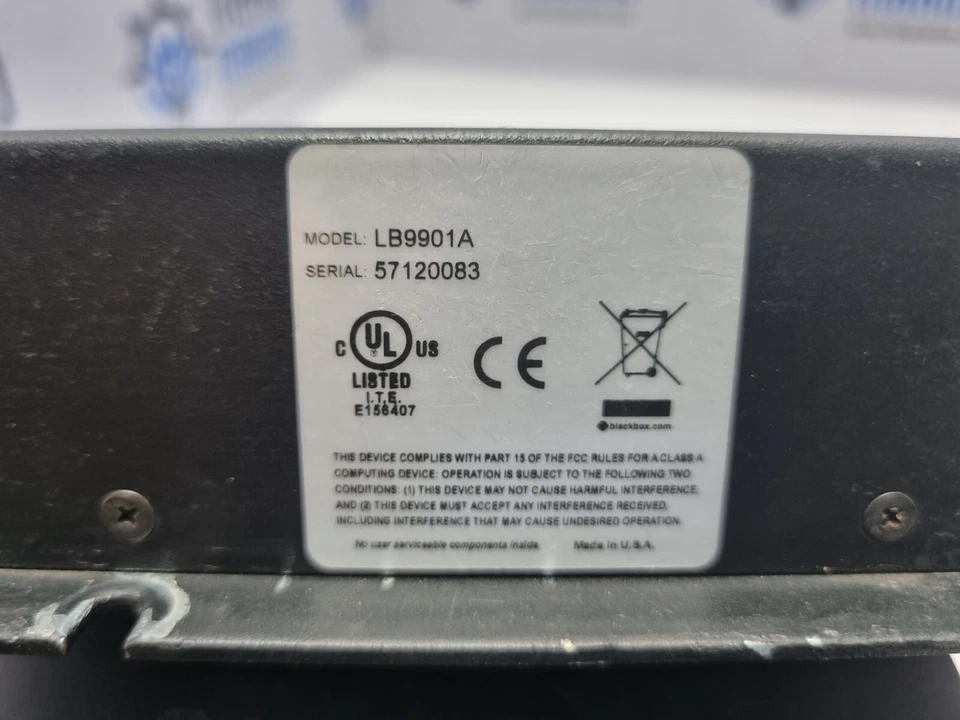 MODEL: LB9901A
SERIAL: 57120083
C UL US
LISTED
I.T.E.
E156407
CE
blackbox.com
THIS DEVICE COMPLIES WITH PART 15 OF THE FCC RULES FOR A CLASS A
COMPUTING DEVICE: OPERATION IS SUBJECT TO THE FOLLOWING TWO
CONDITIONS: (1) THIS DEVICE MAY NOT CAUSE HARMFUL INTERFERENCE,
AND (2) THIS DEVICE MUST ACCEPT ANY INTERFERENCE RECEIVED,
INCLUDING INTERFERENCE THAT MAY CAUSE UNDESIRED OPERATION.
No user serviceable components inside. Made in U.S.A.